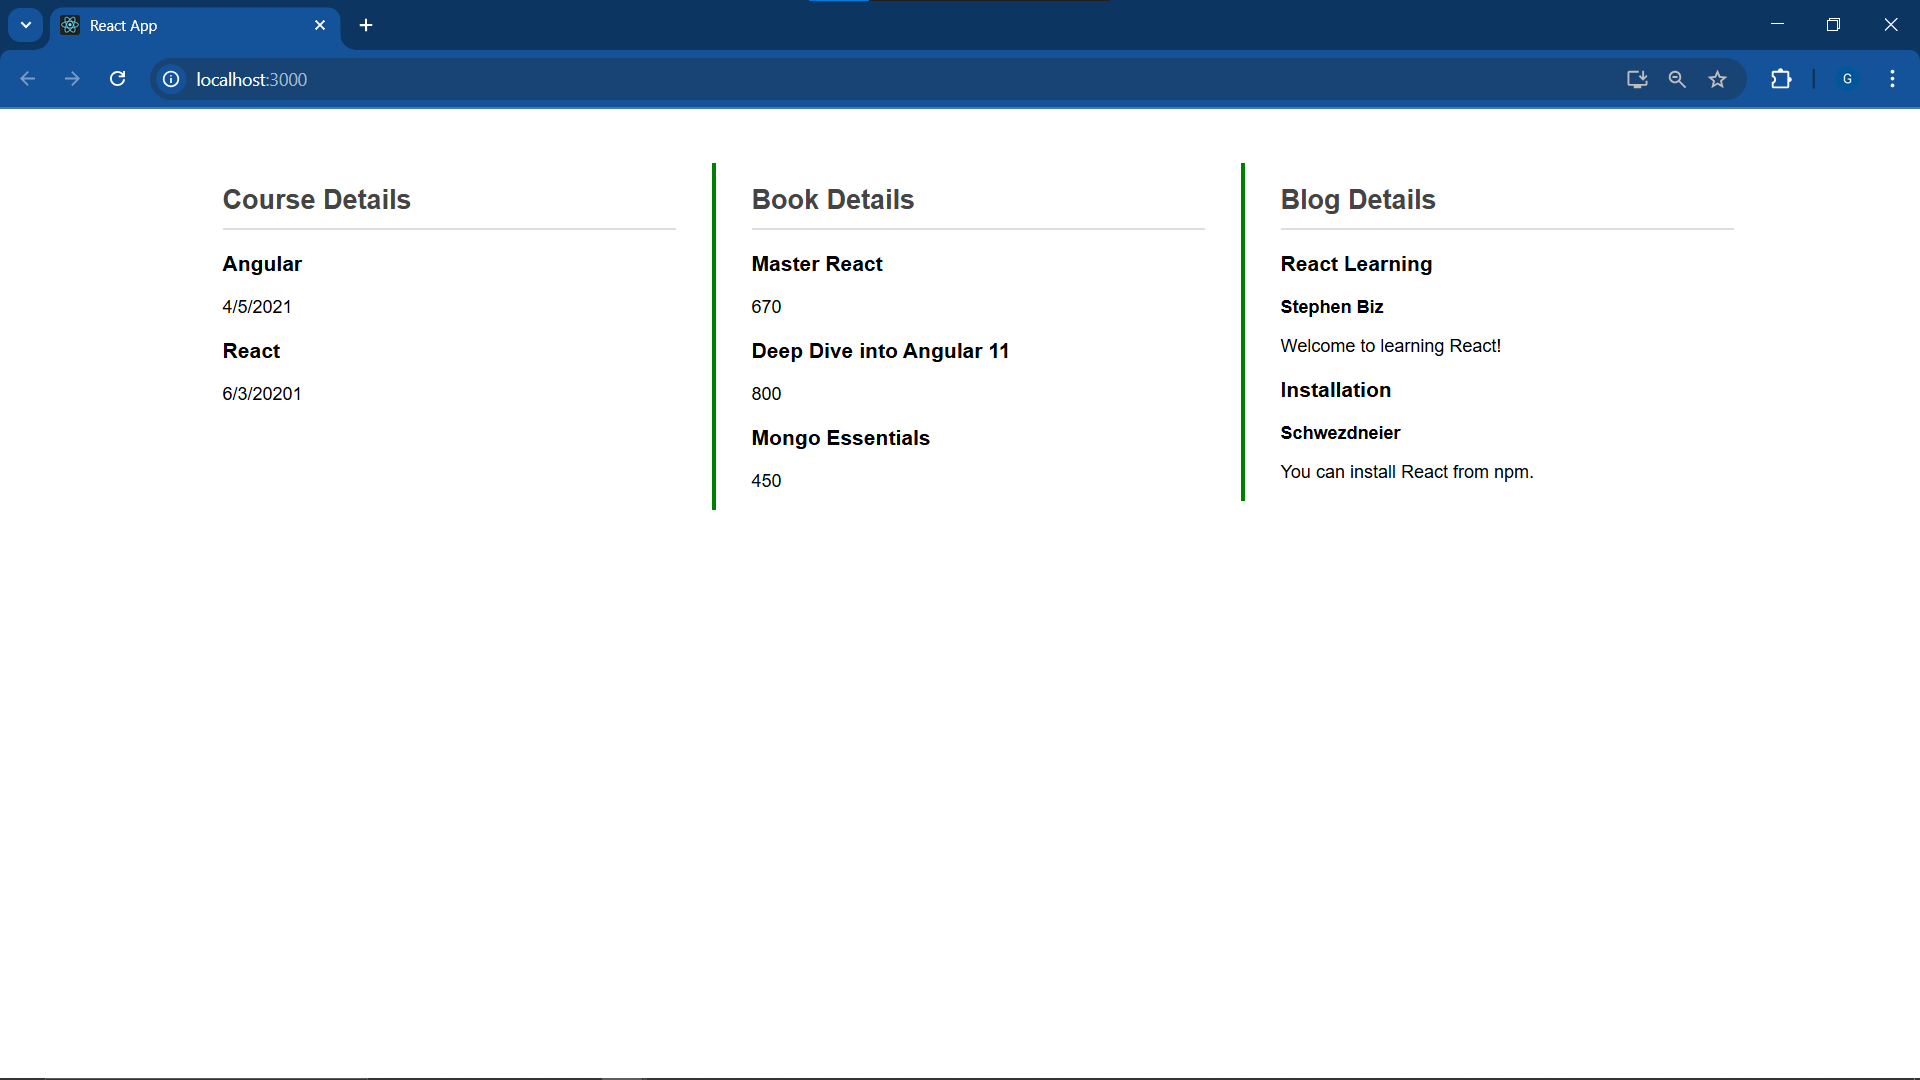 React App
localhost:3000
G
Course Details
Angular
4/5/2021
React
6/3/20201
Book Details
Master React
670
Deep Dive into Angular 11
800
Mongo Essentials
450
Blog Details
React Learning
Stephen Biz
Welcome to learning React!
Installation
Schwezdneier
You can install React from npm.